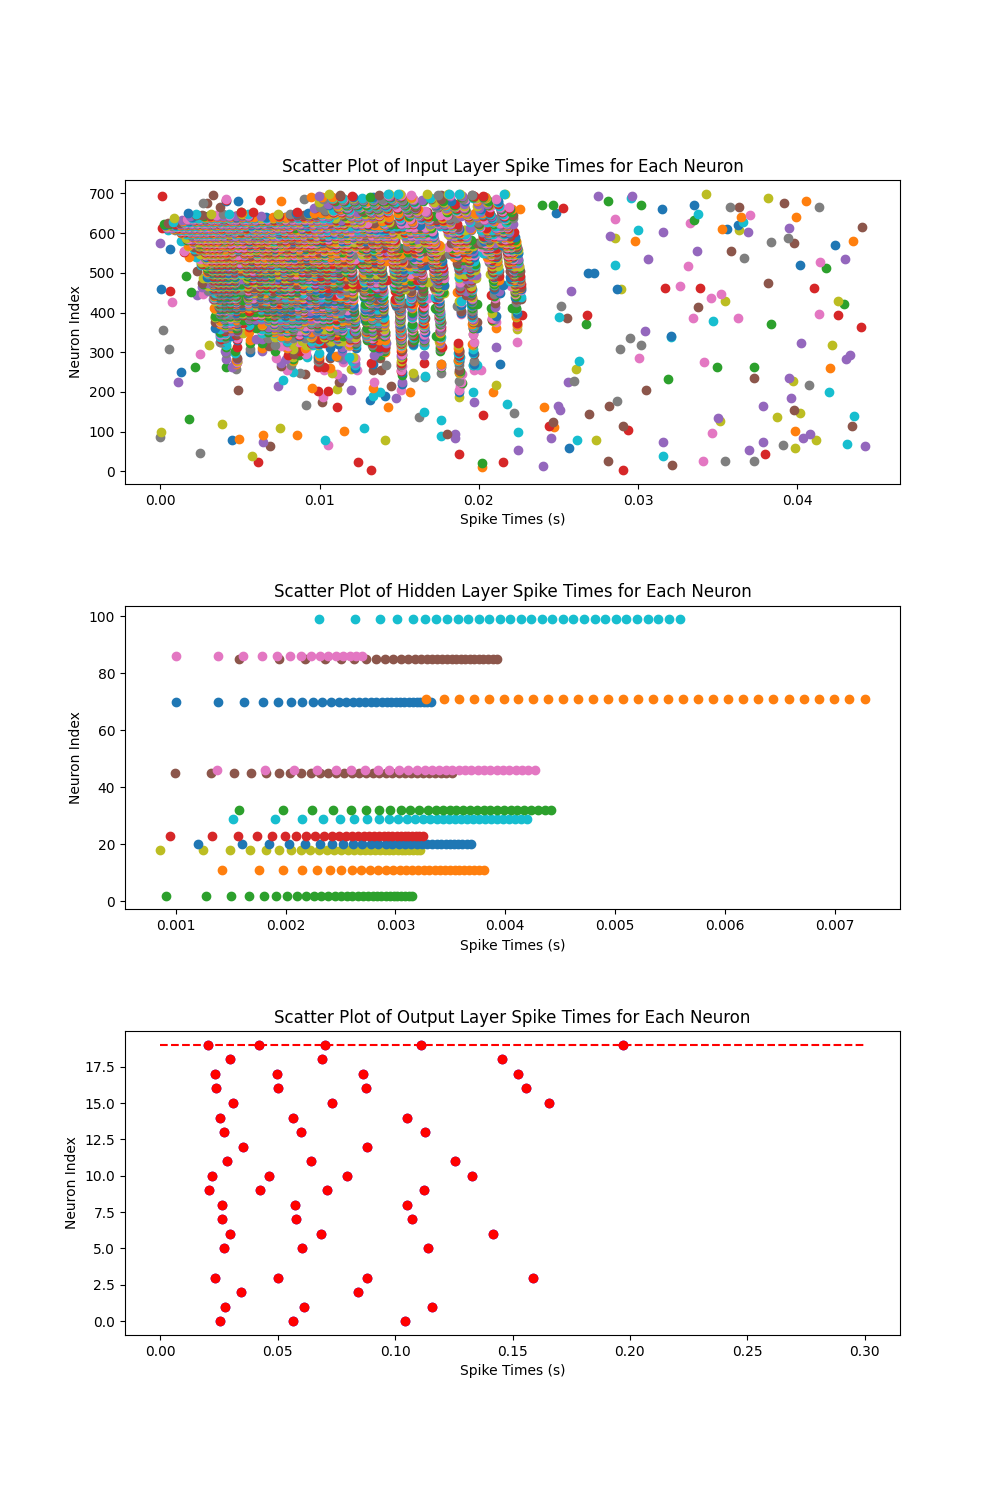 Scatter Plot of Input Layer Spike Times for Each Neuron
700
600
500
400
300
200
100
0
Neuron Index
0.00 0.01 0.02 0.03 0.04
Spike Times (s)
Scatter Plot of Hidden Layer Spike Times for Each Neuron
100
80
60
40
20
0
Neuron Index
0.001 0.002 0.003 0.004 0.005 0.006 0.007
Spike Times (s)
Scatter Plot of Output Layer Spike Times for Each Neuron
17.5
15.0
12.5
10.0
7.5
5.0
2.5
0.0
Neuron Index
0.00 0.05 0.10 0.15 0.20 0.25 0.30
Spike Times (s)